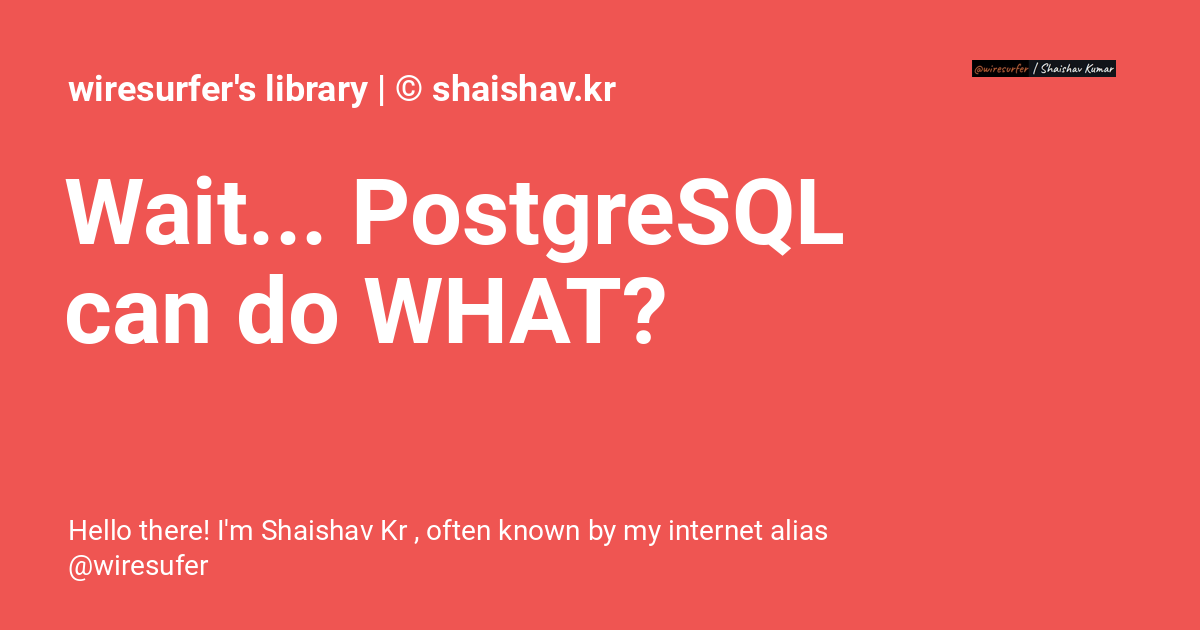 wiresurfer's library | © shaishav.kr
@wiresurfer | Shaishav Kumar
Wait... PostgreSQL
can do WHAT?
Hello there! I'm Shaishav Kr , often known by my internet alias
@wiresufer